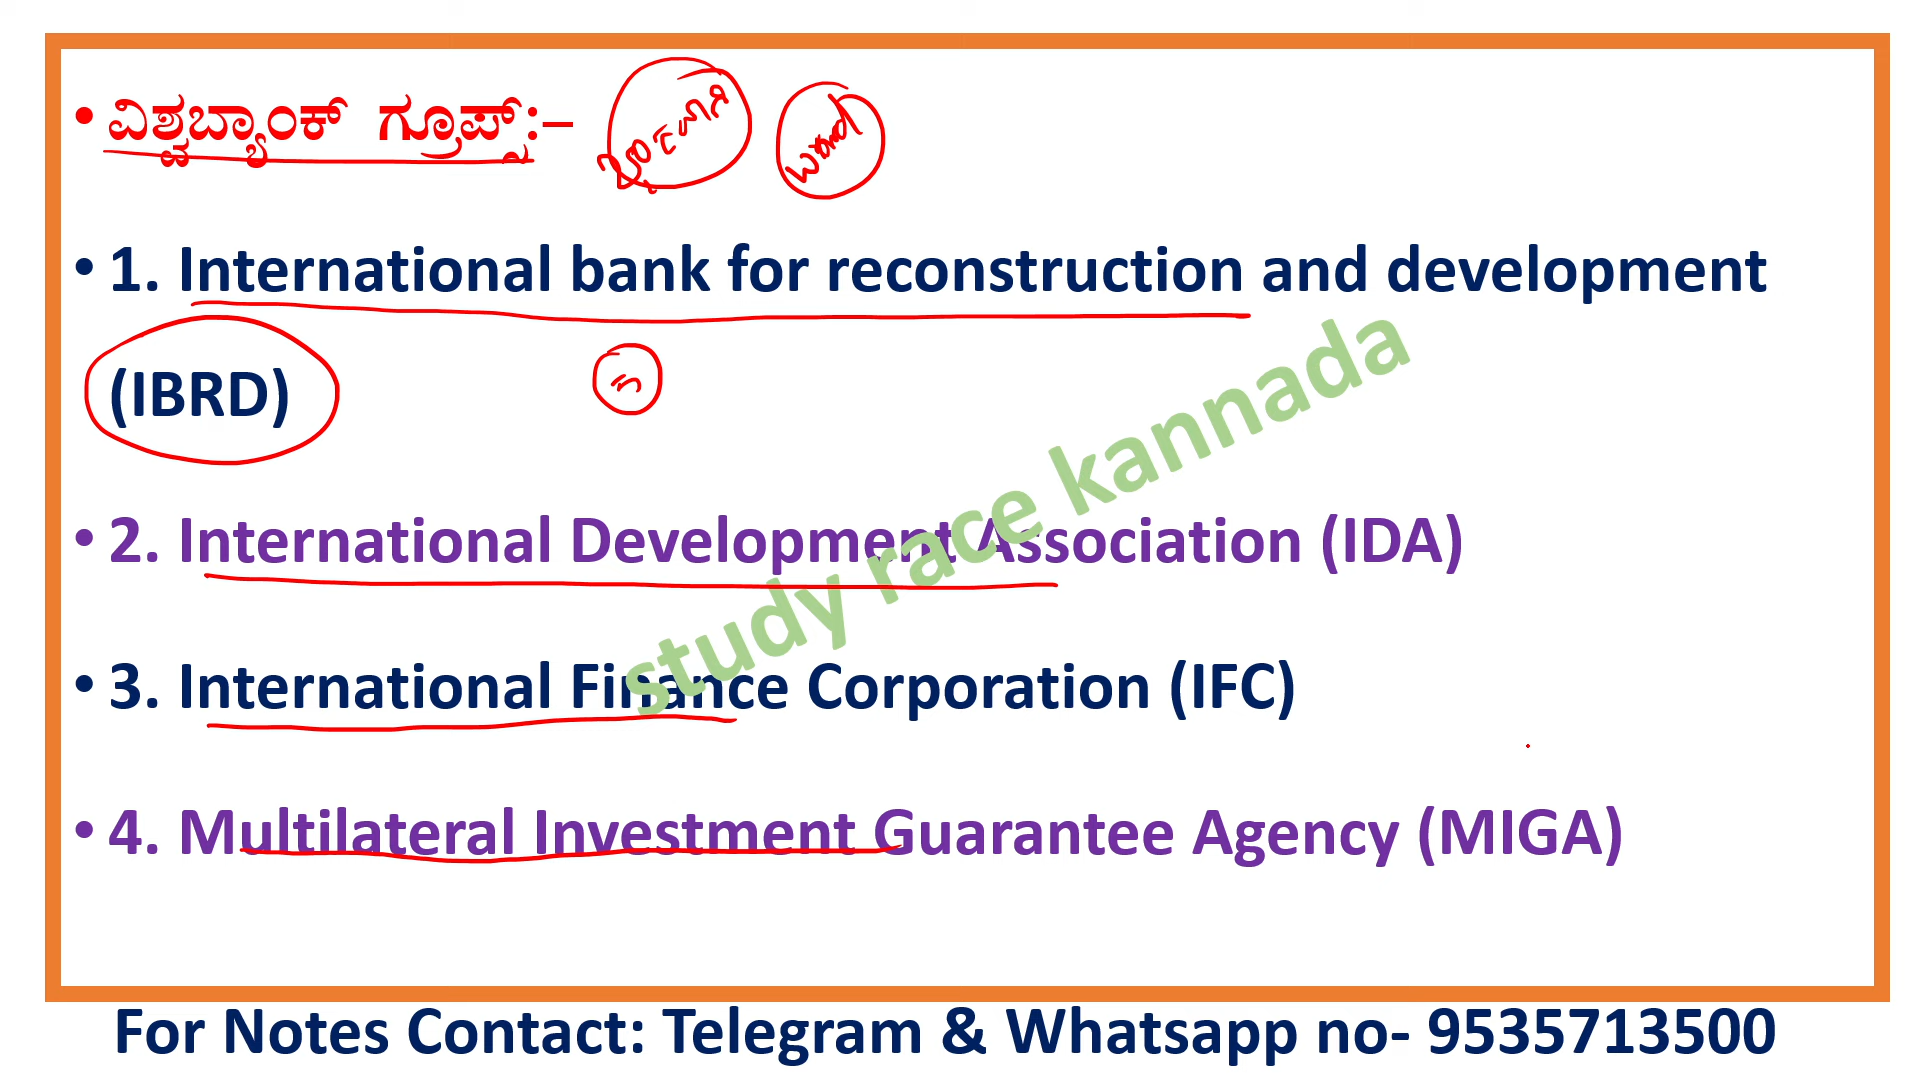 • ವಿಶ್ವಬ್ಯಾಂಕ್ ಗ್ರೂಪ್ಸ್:–
• 1. International bank for reconstruction and development
(IBRD)
• 2. International Development Association (IDA)
• 3. International Finance Corporation (IFC)
• 4. Multilateral Investment Guarantee Agency (MIGA)
study race kannada
For Notes Contact: Telegram & Whatsapp no- 9535713500